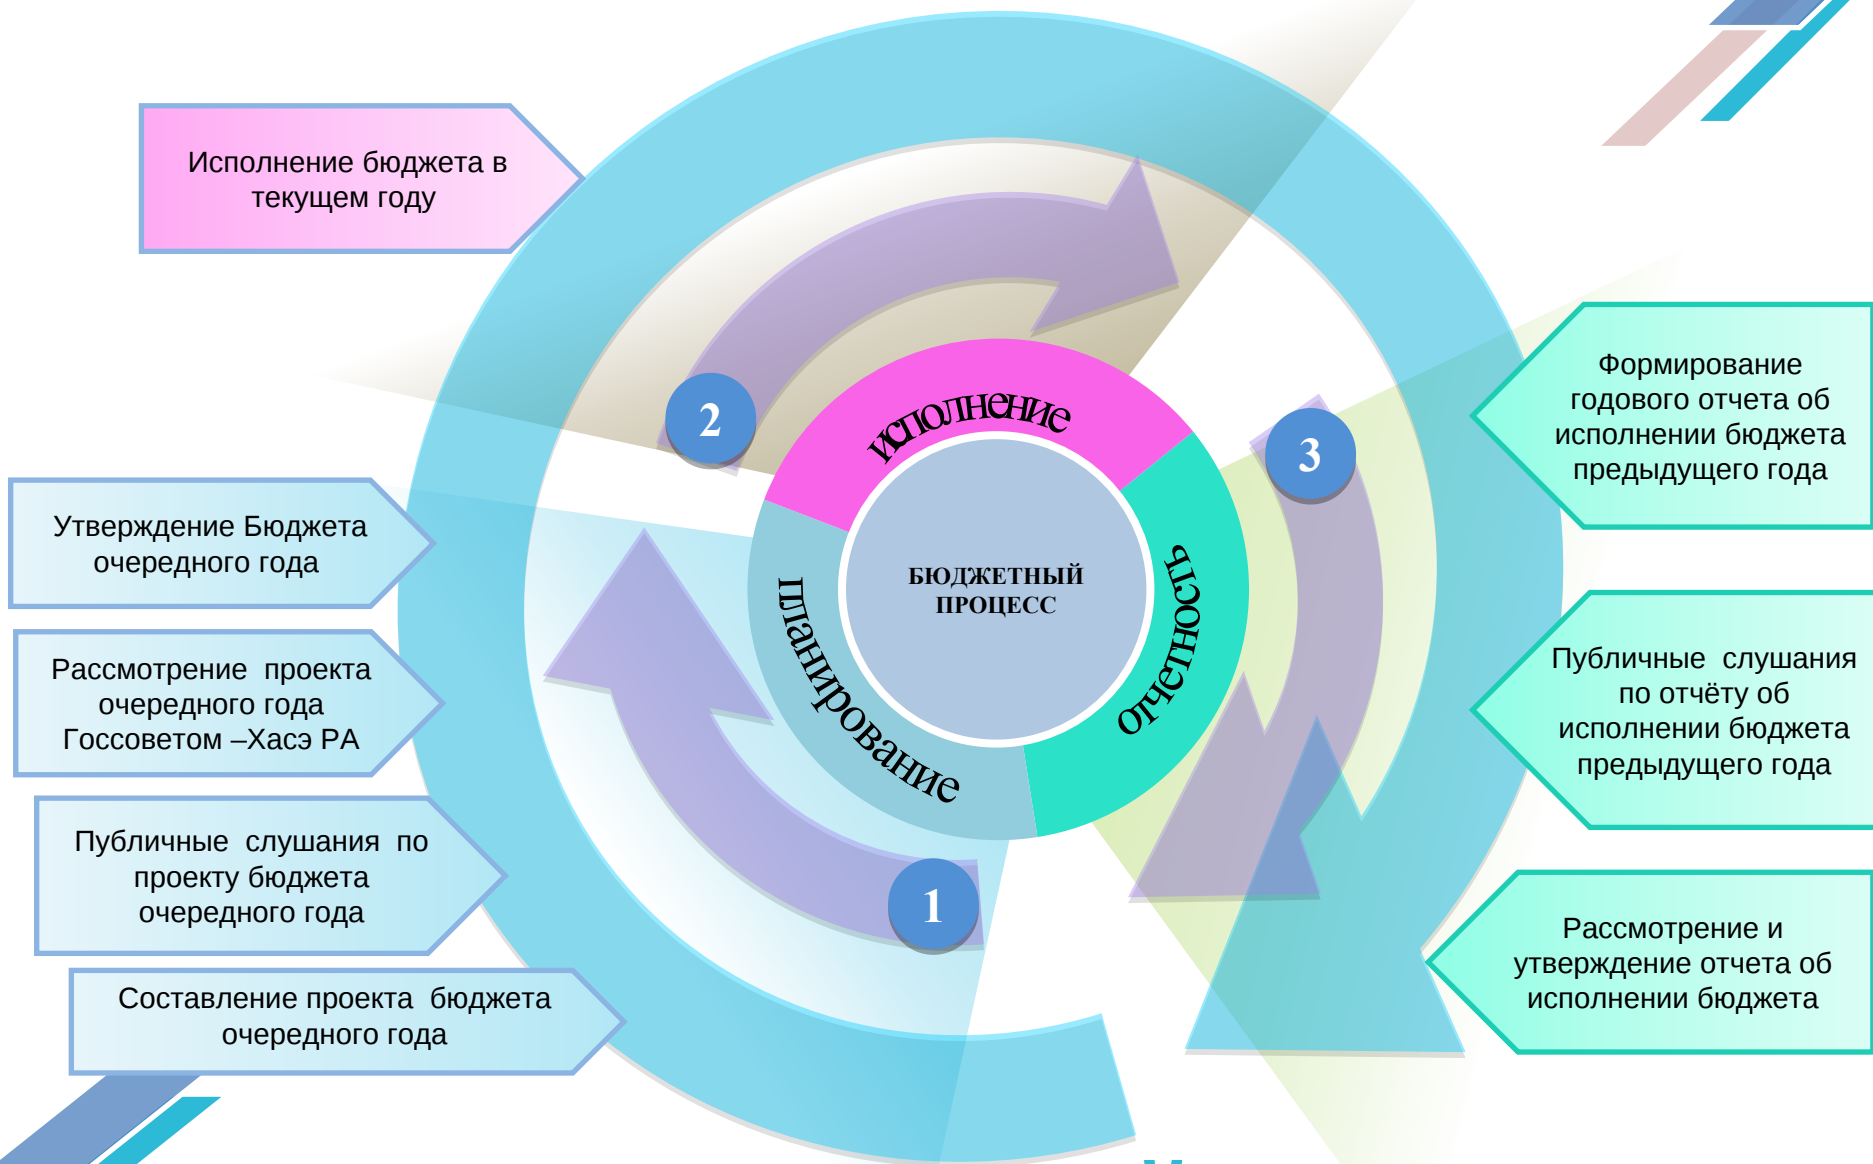 Исполнение бюджета в
текущем году
Утверждение Бюджета
очередного года
Рассмотрение проекта
очередного года
Госсоветом –Хасэ РА
Публичные слушания по
проекту бюджета
очередного года
Составление проекта бюджета
очередного года
2
исполнение
3
БЮДЖЕТНЫЙ
ПРОЦЕСС
планирование
отчетность
1
Формирование
годового отчета об
исполнении бюджета
предыдущего года
Публичные слушания
по отчёту об
исполнении бюджета
предыдущего года
Рассмотрение и
утверждение отчета об
исполнении бюджета